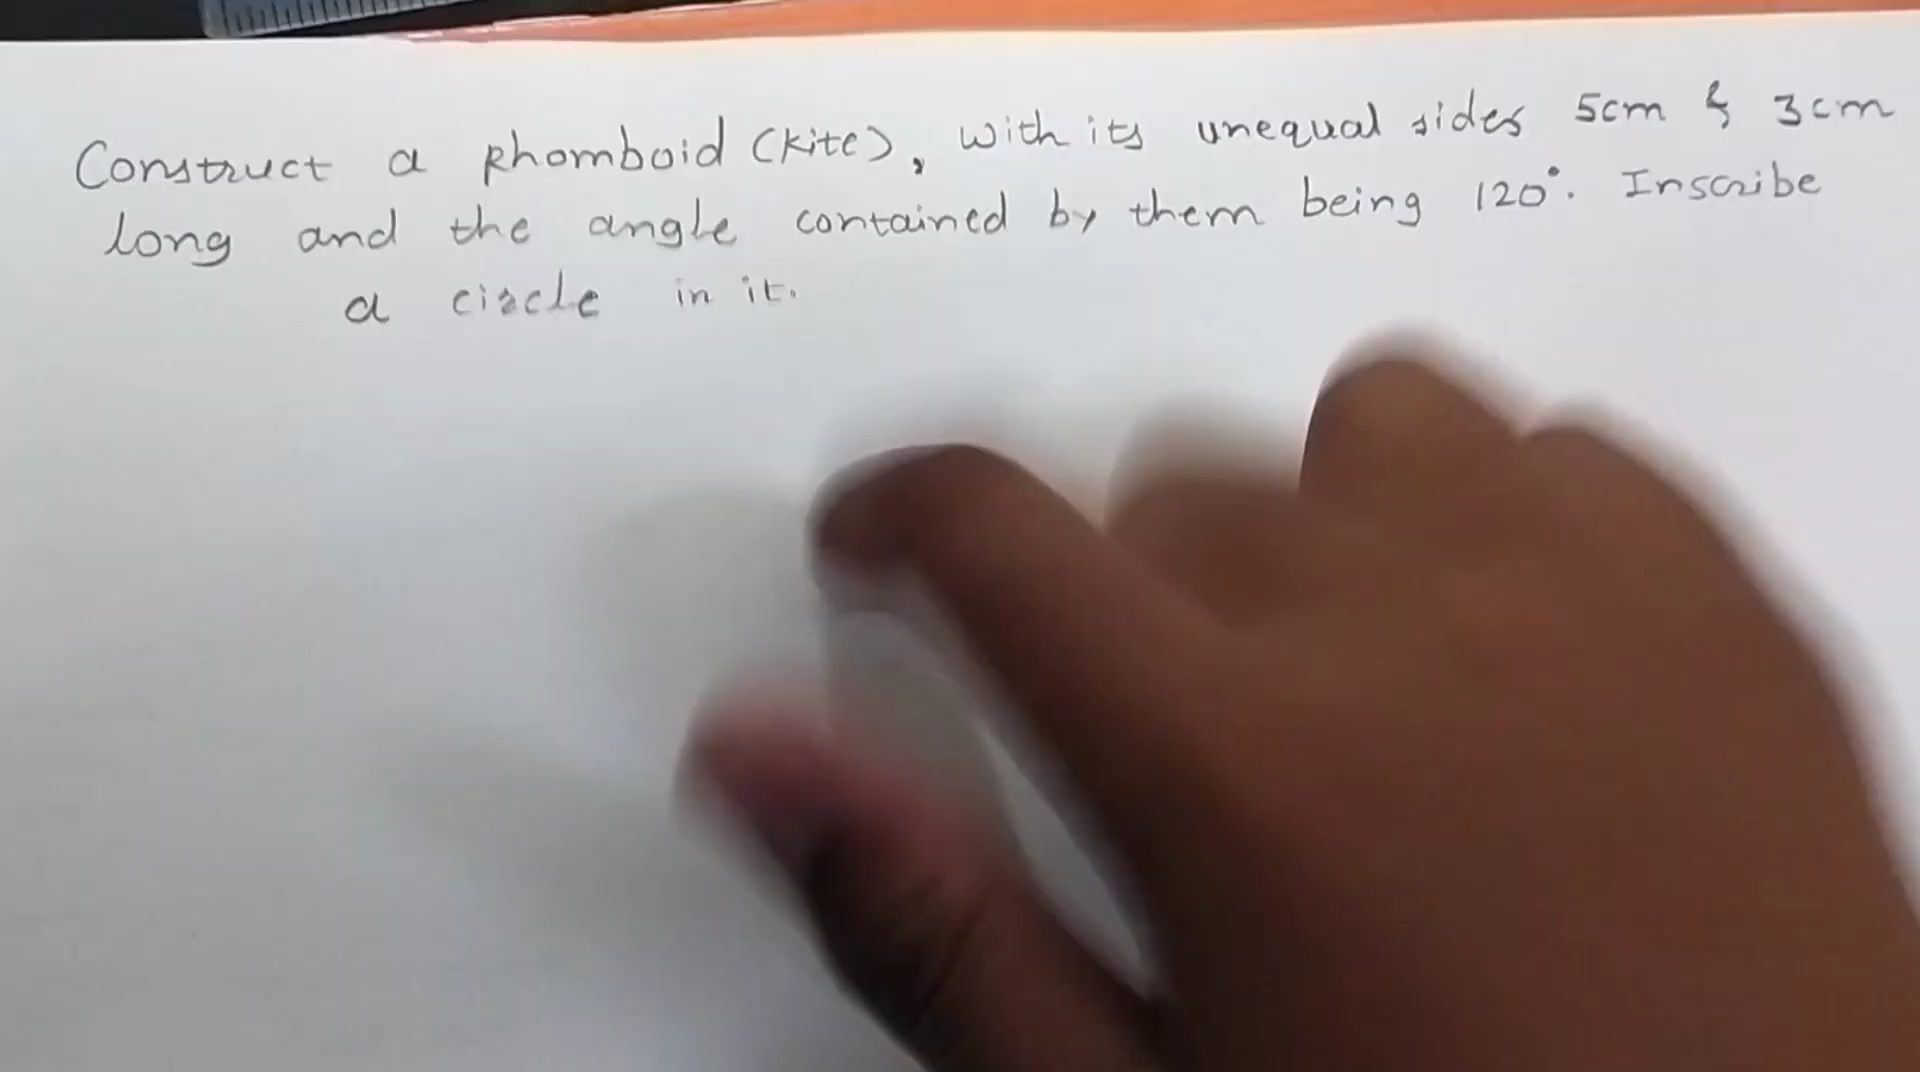 Construct a Rhomboid (Kite), with its unequal sides 5cm & 3cm
long and the angle contained by them being 120°. Inscribe
a circle in it.